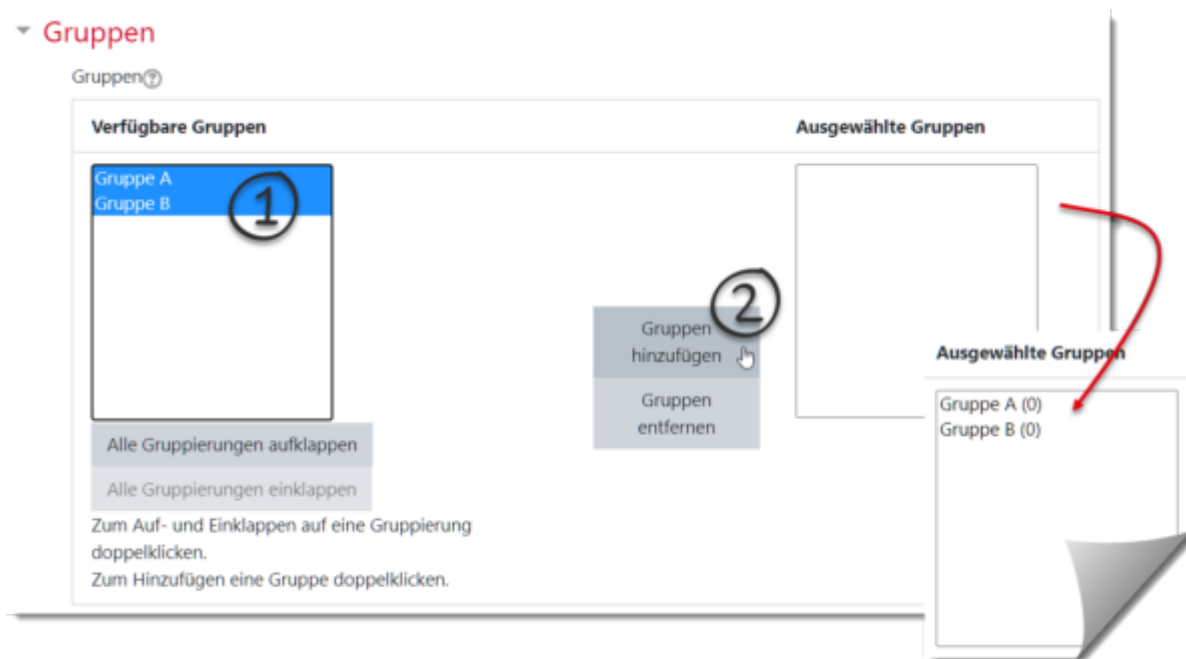 Gruppen
Gruppen?
Verfügbare Gruppen
Ausgewählte Gruppen
Gruppe A
Gruppe B
1
2
Gruppen
hinzufügen
Gruppen
entfernen
Alle Gruppierungen aufklappen
Alle Gruppierungen einklappen
Zum Auf- und Einklappen auf eine Gruppierung
doppelklicken.
Zum Hinzufügen eine Gruppe doppelklicken.
Ausgewählte Gruppen
Gruppe A (0)
Gruppe B (0)